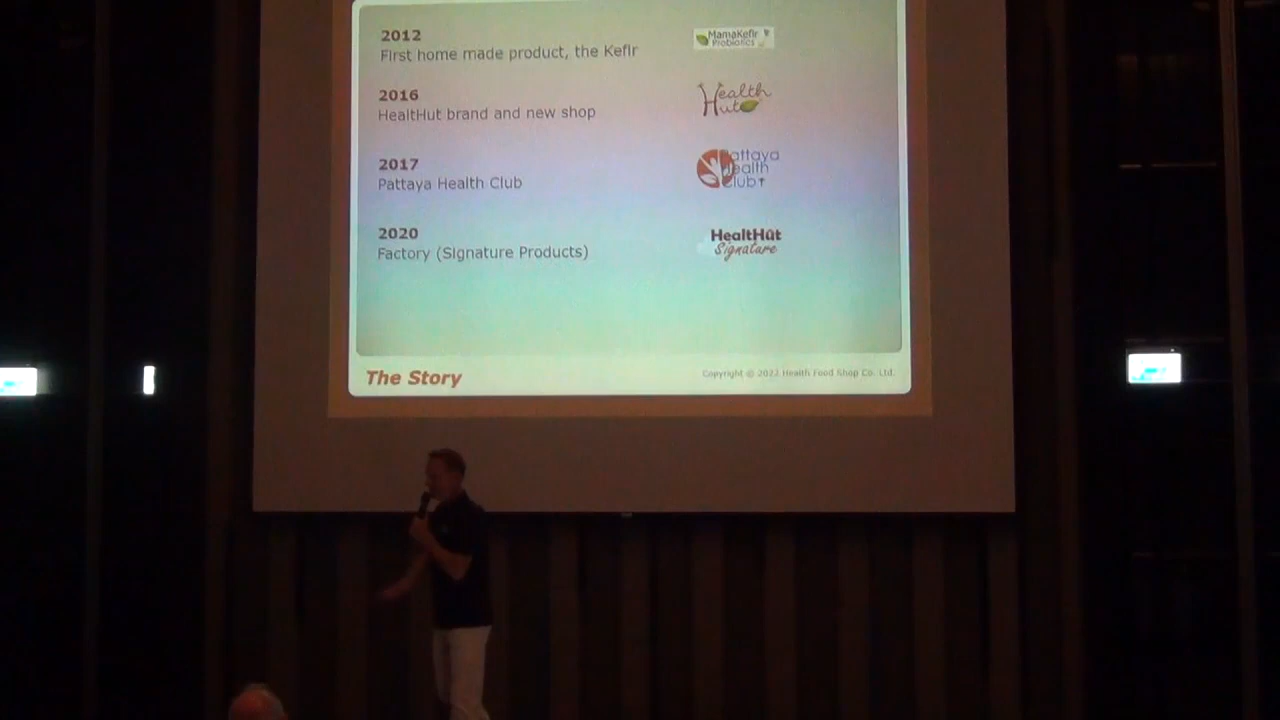 2012
First home made product, the Kefir
MamaKefir
Probiotics
2016
HealtHut brand and new shop
Health
Hut
2017
Pattaya Health Club
Pattaya
Health
Club
2020
Factory (Signature Products)
HealtHut
Signature
The Story
Copyright © 2022 Health Food Shop Co. Ltd.